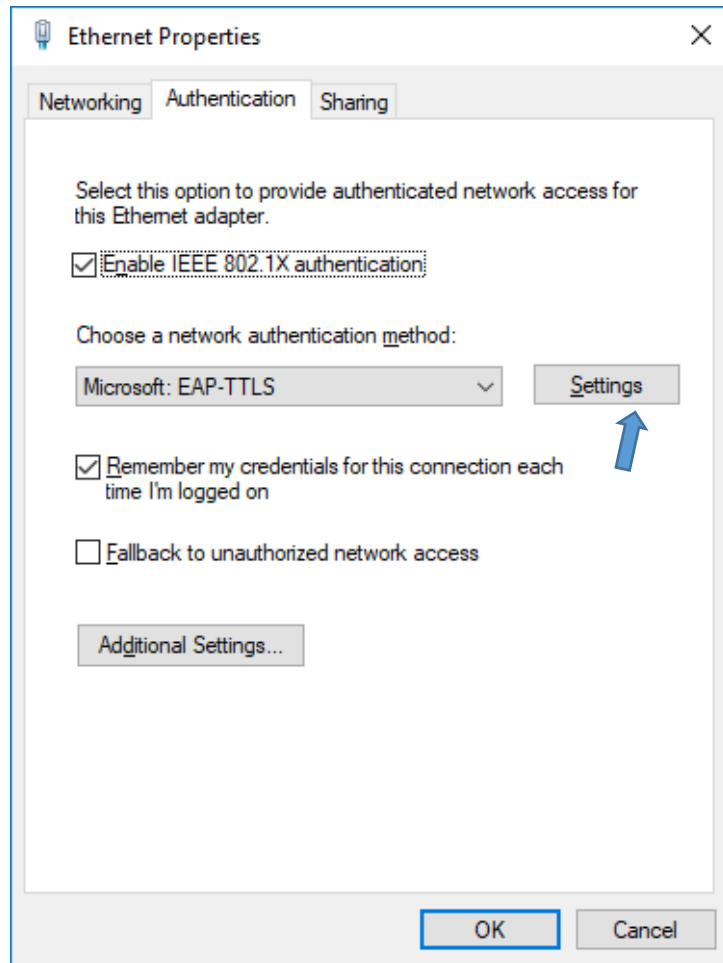 Ethernet Properties
Networking Authentication Sharing
Select this option to provide authenticated network access for
this Ethernet adapter.
Enable IEEE 802.1X authentication
Choose a network authentication method:
Microsoft: EAP-TTLS Settings
Remember my credentials for this connection each
time I'm logged on
Fallback to unauthorized network access
Additional Settings...
OK Cancel